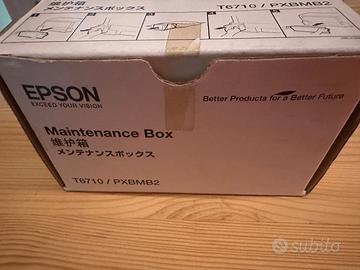 维护箱
メンテナンスボックス
T6710 / PXBMB2
EPSON
EXCEED YOUR VISION
Better Products for a Better Future
Maintenance Box
维护箱
メンテナンスボックス
T6710 / PXBMB2
subito